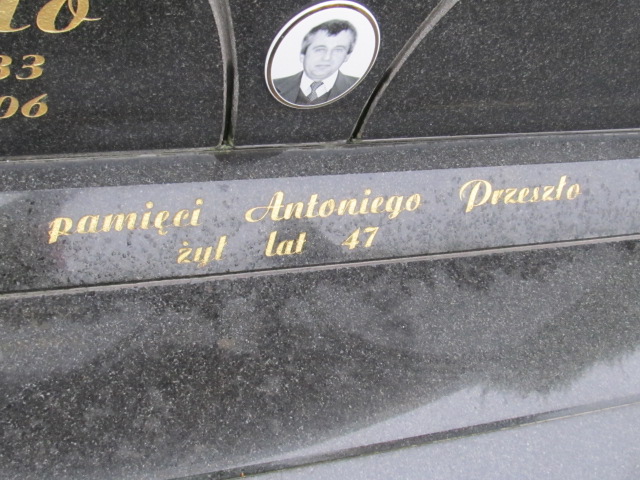 33
06
pamięci Antoniego Przeszło
żył lat 47